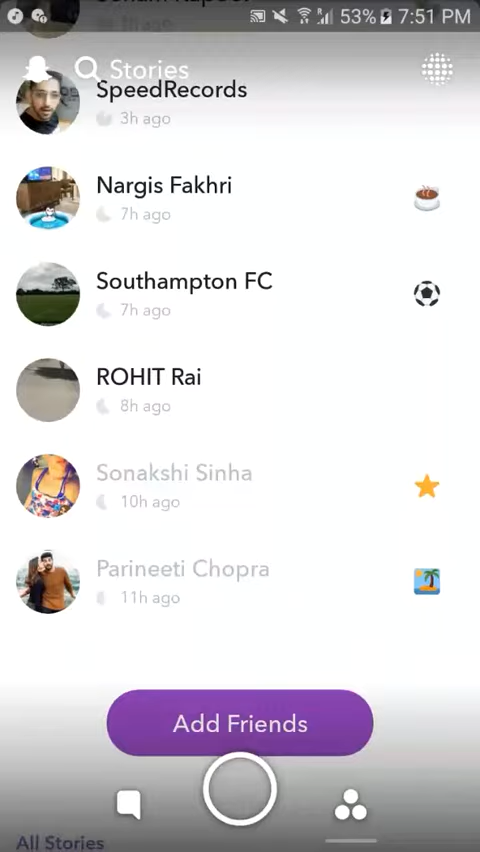 53% 7:51 PM
Stories
SpeedRecords
3h ago
Nargis Fakhri
7h ago
Southampton FC
7h ago
ROHIT Rai
8h ago
Sonakshi Sinha
10h ago
Parineeti Chopra
11h ago
Add Friends
All Stories